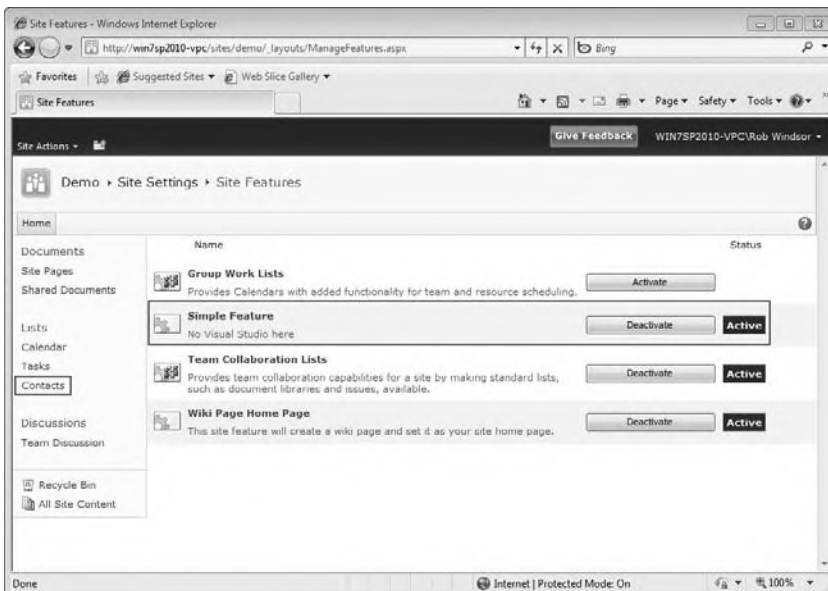 Site Features - Windows Internet Explorer
http://win7sp2010-vpc/sites/demo/_layouts/ManageFeatures.aspx
Bing
Favorites
Suggested Sites
Web Slice Gallery
Site Features
Page
Safety
Tools
Site Actions
Give Feedback
WIN7SP2010-VPC\Rob Windsor
Demo
Site Settings
Site Features
Home
Documents
Site Pages
Shared Documents
Lists
Calendar
Tasks
Contacts
Discussions
Team Discussion
Recycle Bin
All Site Content
Name
Status
Group Work Lists
Provides Calendars with added functionality for team and resource scheduling.
Activate
Simple Feature
No Visual Studio here
Deactivate
Active
Team Collaboration Lists
Provides team collaboration capabilities for a site by making standard lists,
such as document libraries and issues, available.
Deactivate
Active
Wiki Page Home Page
This site feature will create a wiki page and set it as your site home page.
Deactivate
Active
Done
Internet | Protected Mode: On
100%